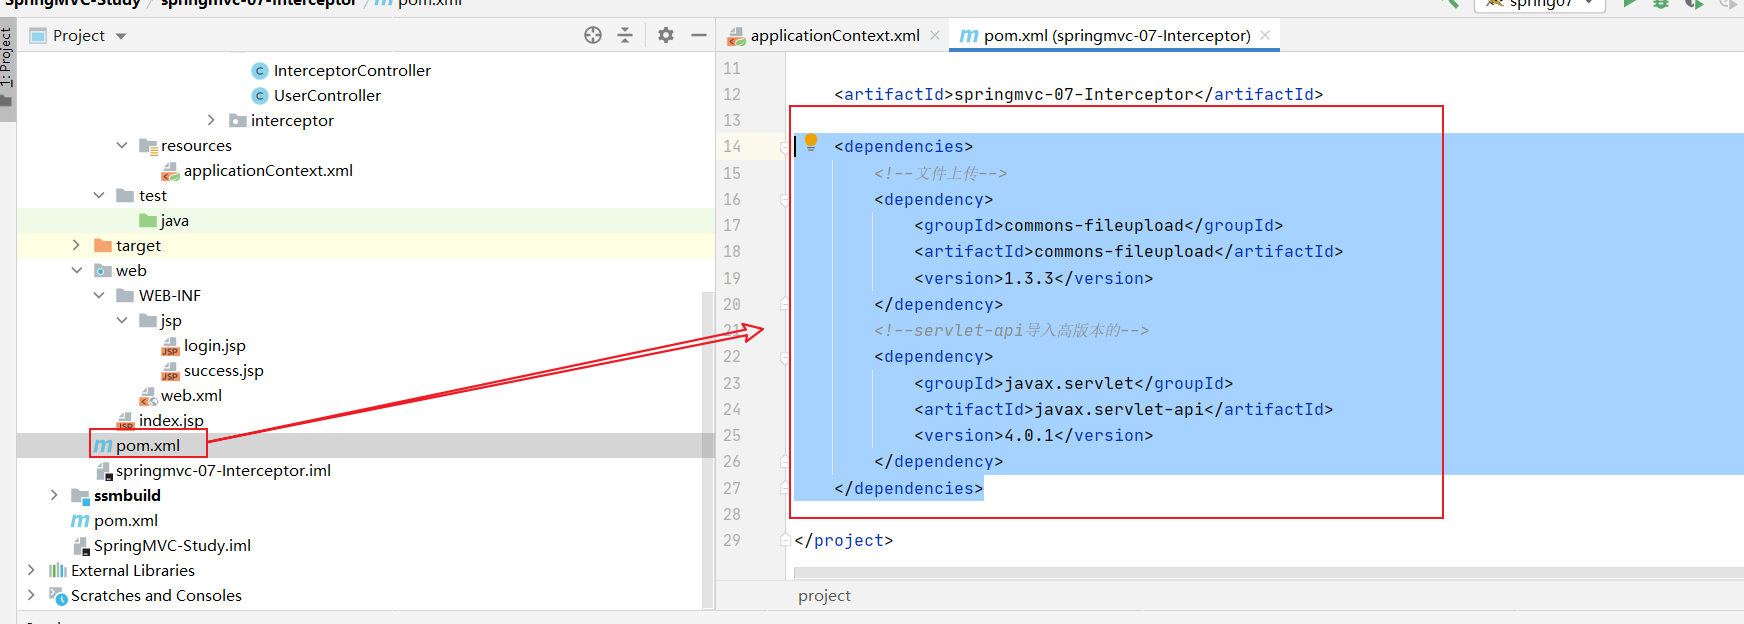 SpringMVC-Study / springmvc-07-Interceptor / pom.xml
spring07
1: Project
Project
applicationContext.xml
pom.xml (springmvc-07-Interceptor)
InterceptorController
UserController
interceptor
resources
applicationContext.xml
test
java
target
web
WEB-INF
jsp
login.jsp
success.jsp
web.xml
index.jsp
pom.xml
springmvc-07-Interceptor.iml
ssmbuild
pom.xml
SpringMVC-Study.iml
External Libraries
Scratches and Consoles
11
12 <artifactId>springmvc-07-Interceptor</artifactId>
13
14 <dependencies>
15 <!--文件上传-->
16 <dependency>
17 <groupId>commons-fileupload</groupId>
18 <artifactId>commons-fileupload</artifactId>
19 <version>1.3.3</version>
20 </dependency>
21 <!--servlet-api导入高版本的-->
22 <dependency>
23 <groupId>javax.servlet</groupId>
24 <artifactId>javax.servlet-api</artifactId>
25 <version>4.0.1</version>
26 </dependency>
27 </dependencies>
28
29 </project>
project